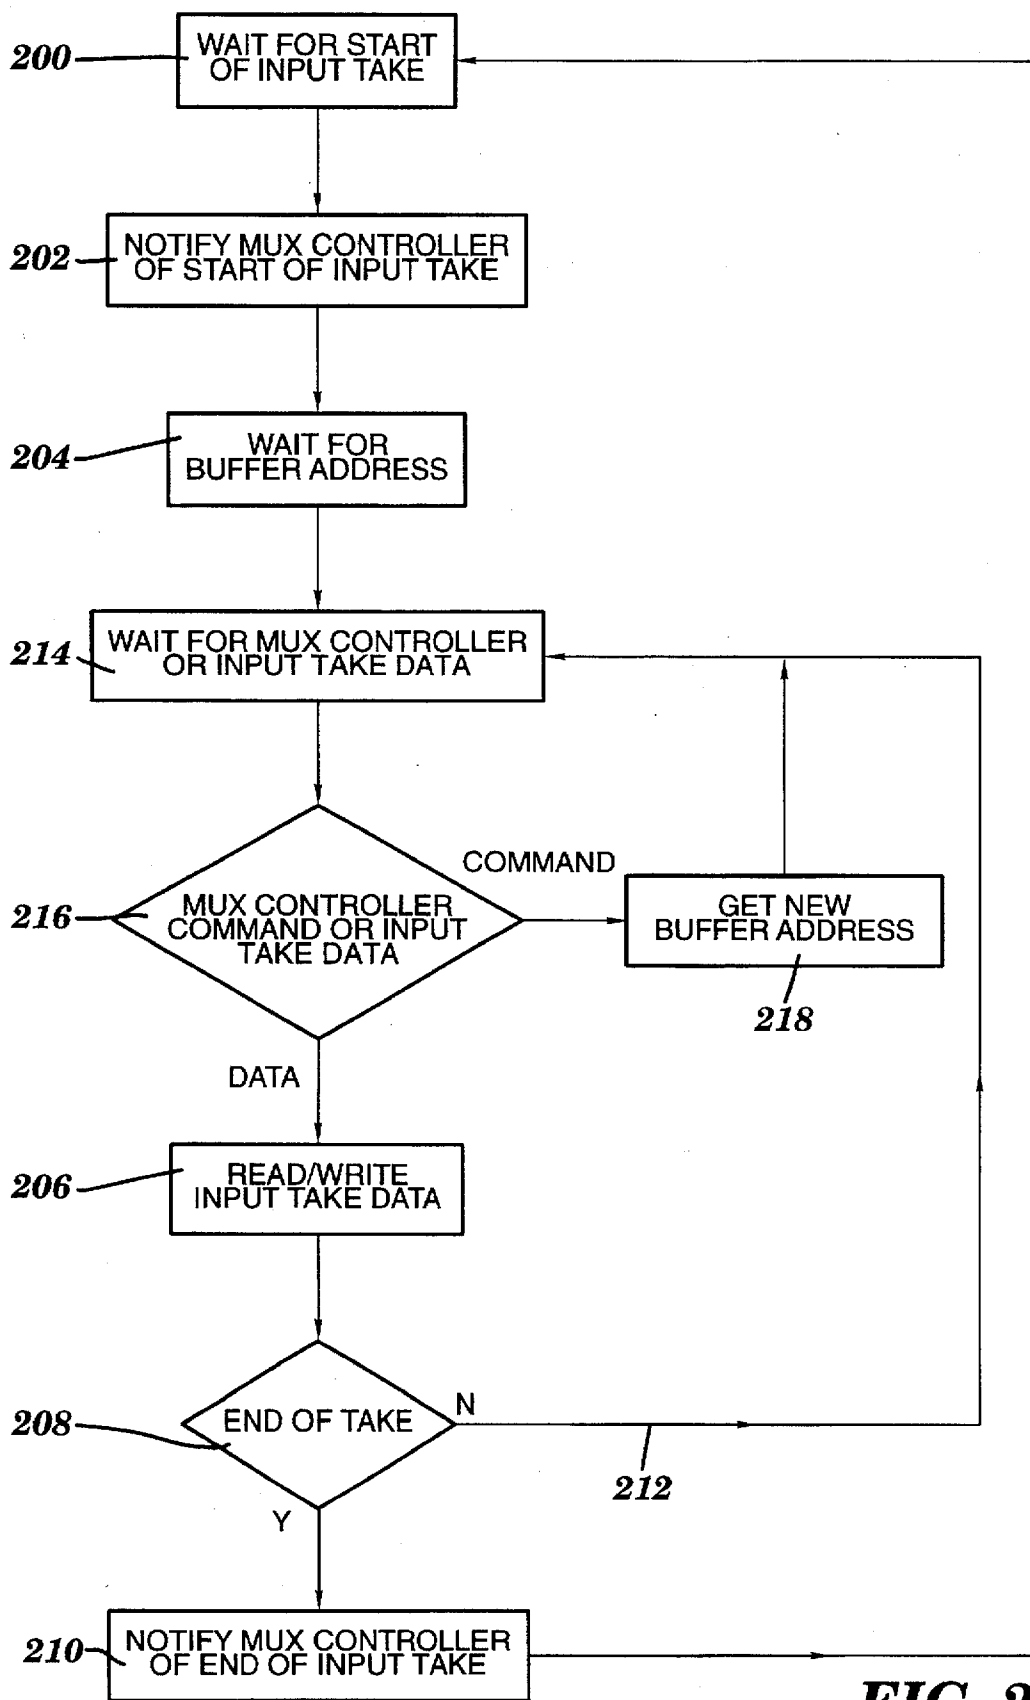 200
WAIT FOR START
OF INPUT TAKE
202
NOTIFY MUX CONTROLLER
OF START OF INPUT TAKE
204
WAIT FOR
BUFFER ADDRESS
214
WAIT FOR MUX CONTROLLER
OR INPUT TAKE DATA
COMMAND
216
MUX CONTROLLER
COMMAND OR INPUT
TAKE DATA
GET NEW
BUFFER ADDRESS
218
DATA
206
READ/WRITE
INPUT TAKE DATA
208
END OF TAKE
N
212
Y
210
NOTIFY MUX CONTROLLER
OF END OF INPUT TAKE
FIG.